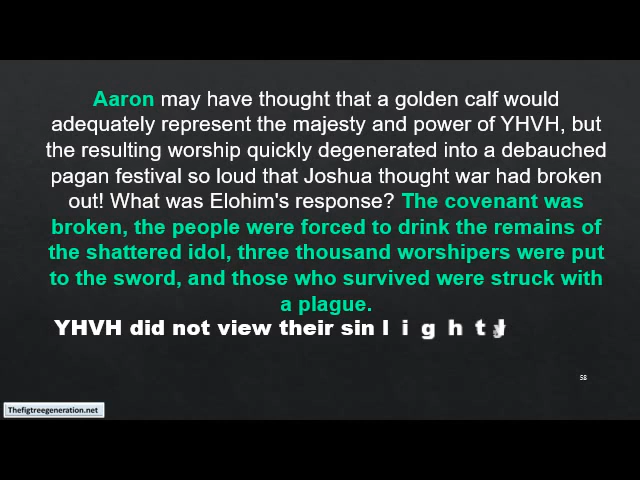 Aaron may have thought that a golden calf would
adequately represent the majesty and power of YHVH, but
the resulting worship quickly degenerated into a debauched
pagan festival so loud that Joshua thought war had broken
out! What was Elohim's response? The covenant was
broken, the people were forced to drink the remains of
the shattered idol, three thousand worshipers were put
to the sword, and those who survived were struck with
a plague.
YHVH did not view their sin l i g h t l
58
Thefigtreegeneration.net